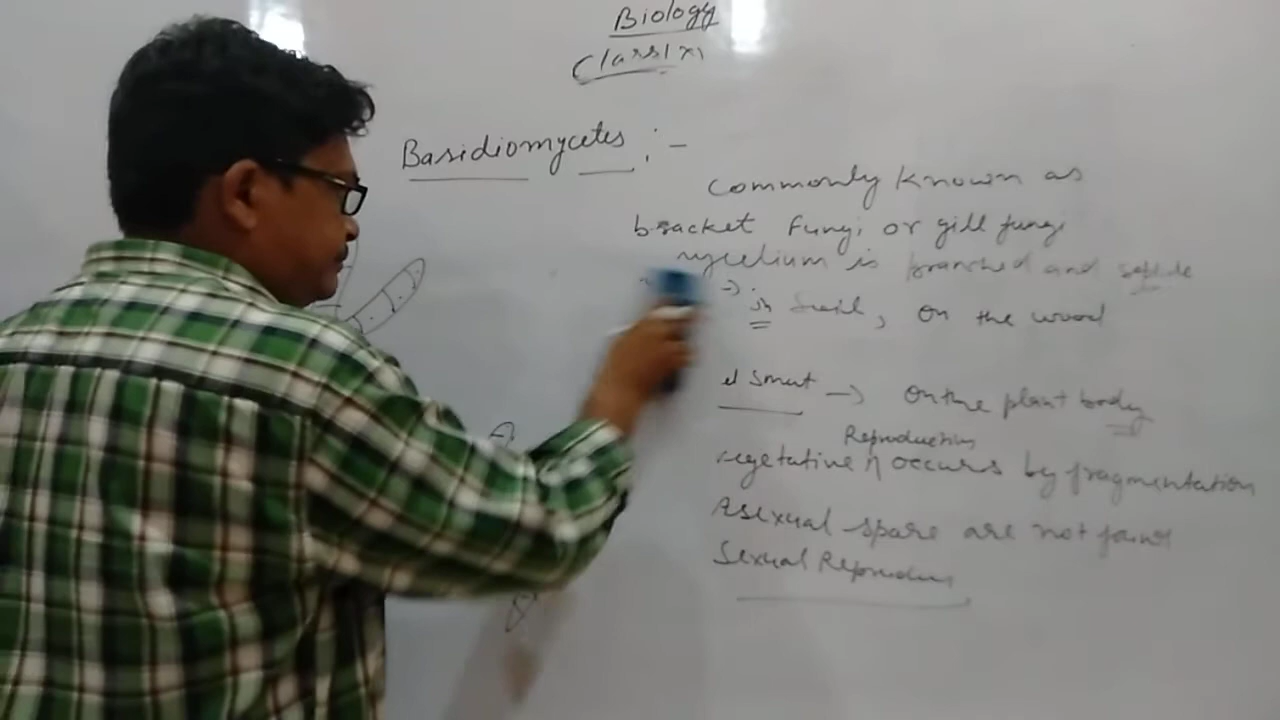 Biology
Class XI
Basidiomycetes :-
Commonly known as
bracket fungi or gill fungi
mycelium is branched and septate
→ in Soil, on the wood
Smut → on the plant body
Reproduction
vegetative ∧ occurs by fragmentation
Asexual spore are not found
Sexual